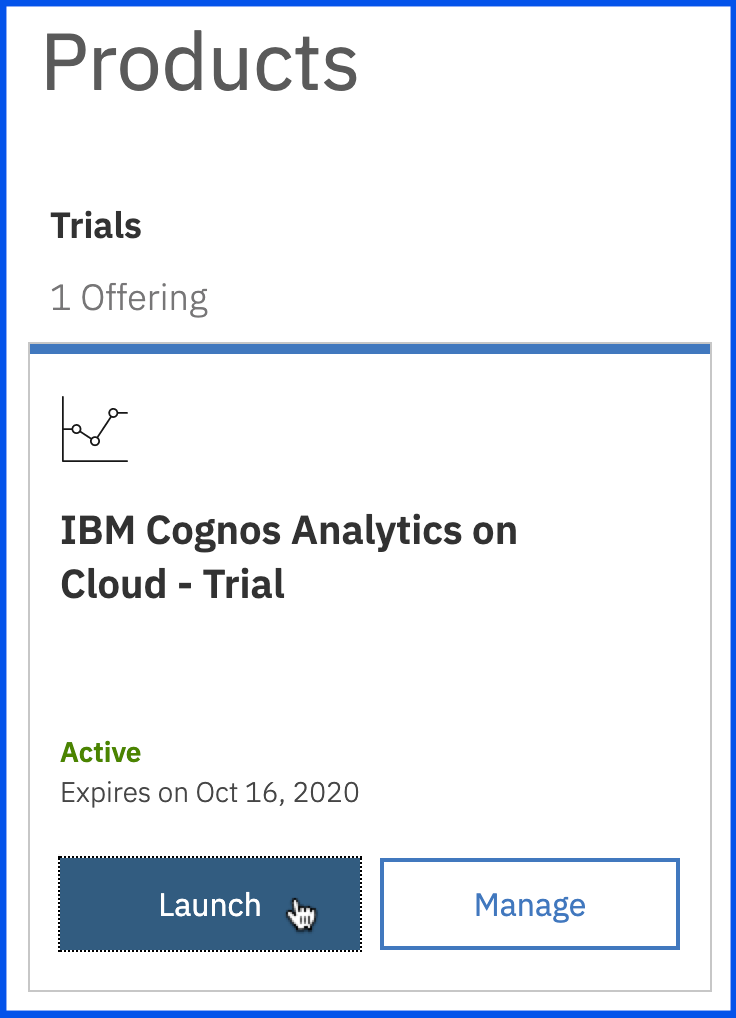 Products
Trials
1 Offering
IBM Cognos Analytics on
Cloud - Trial
Active
Expires on Oct 16, 2020
Launch
Manage